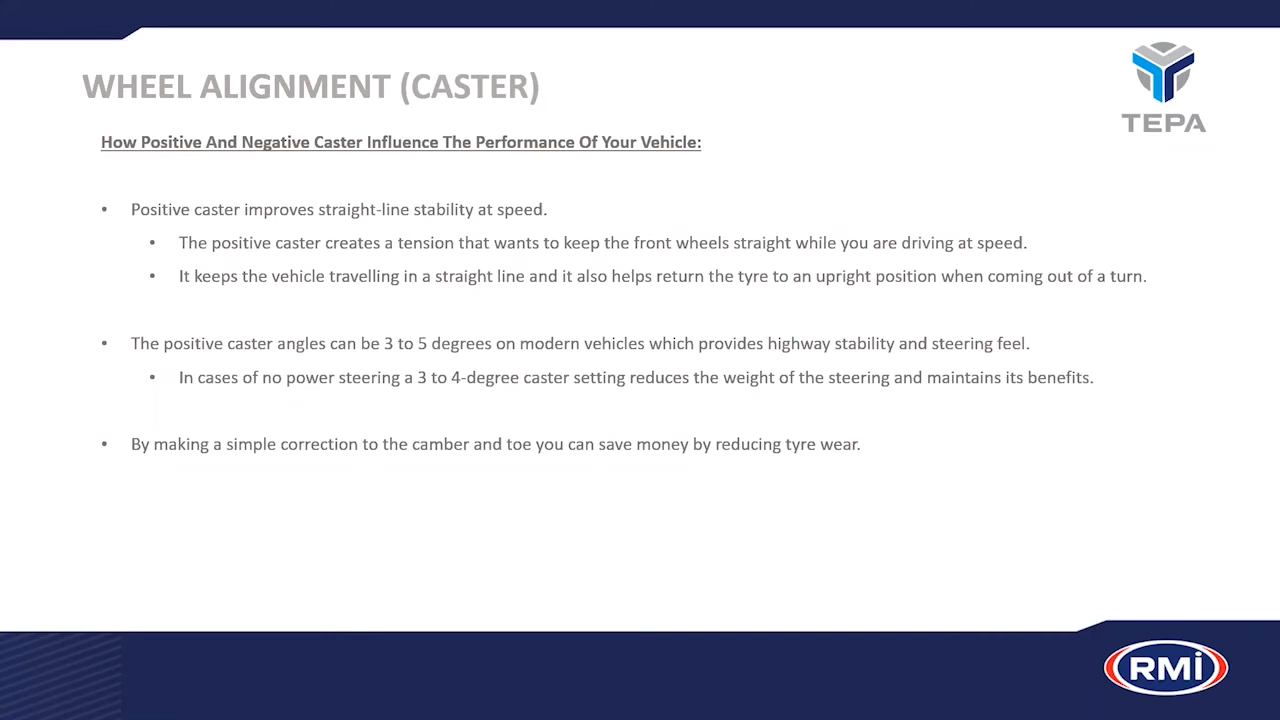 WHEEL ALIGNMENT (CASTER)
TEPA
How Positive And Negative Caster Influence The Performance Of Your Vehicle:
• Positive caster improves straight-line stability at speed.
• The positive caster creates a tension that wants to keep the front wheels straight while you are driving at speed.
• It keeps the vehicle travelling in a straight line and it also helps return the tyre to an upright position when coming out of a turn.
• The positive caster angles can be 3 to 5 degrees on modern vehicles which provides highway stability and steering feel.
• In cases of no power steering a 3 to 4-degree caster setting reduces the weight of the steering and maintains its benefits.
• By making a simple correction to the camber and toe you can save money by reducing tyre wear.
RMi